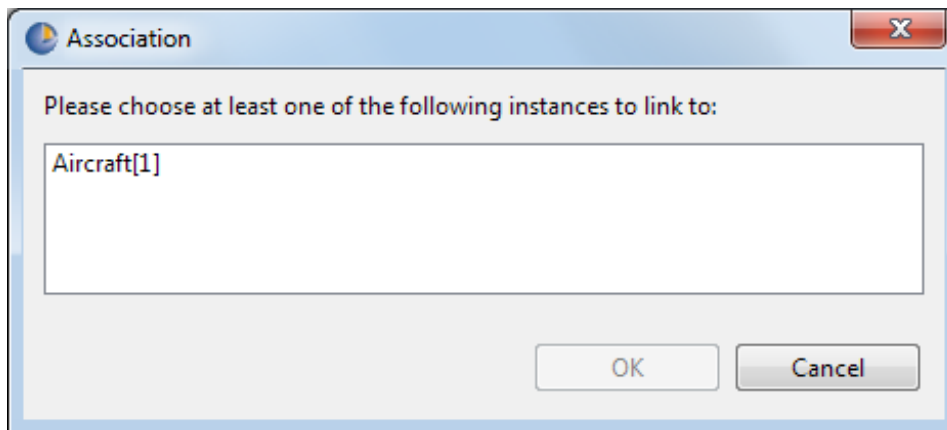 Association
Please choose at least one of the following instances to link to:
Aircraft[1]
OK
Cancel